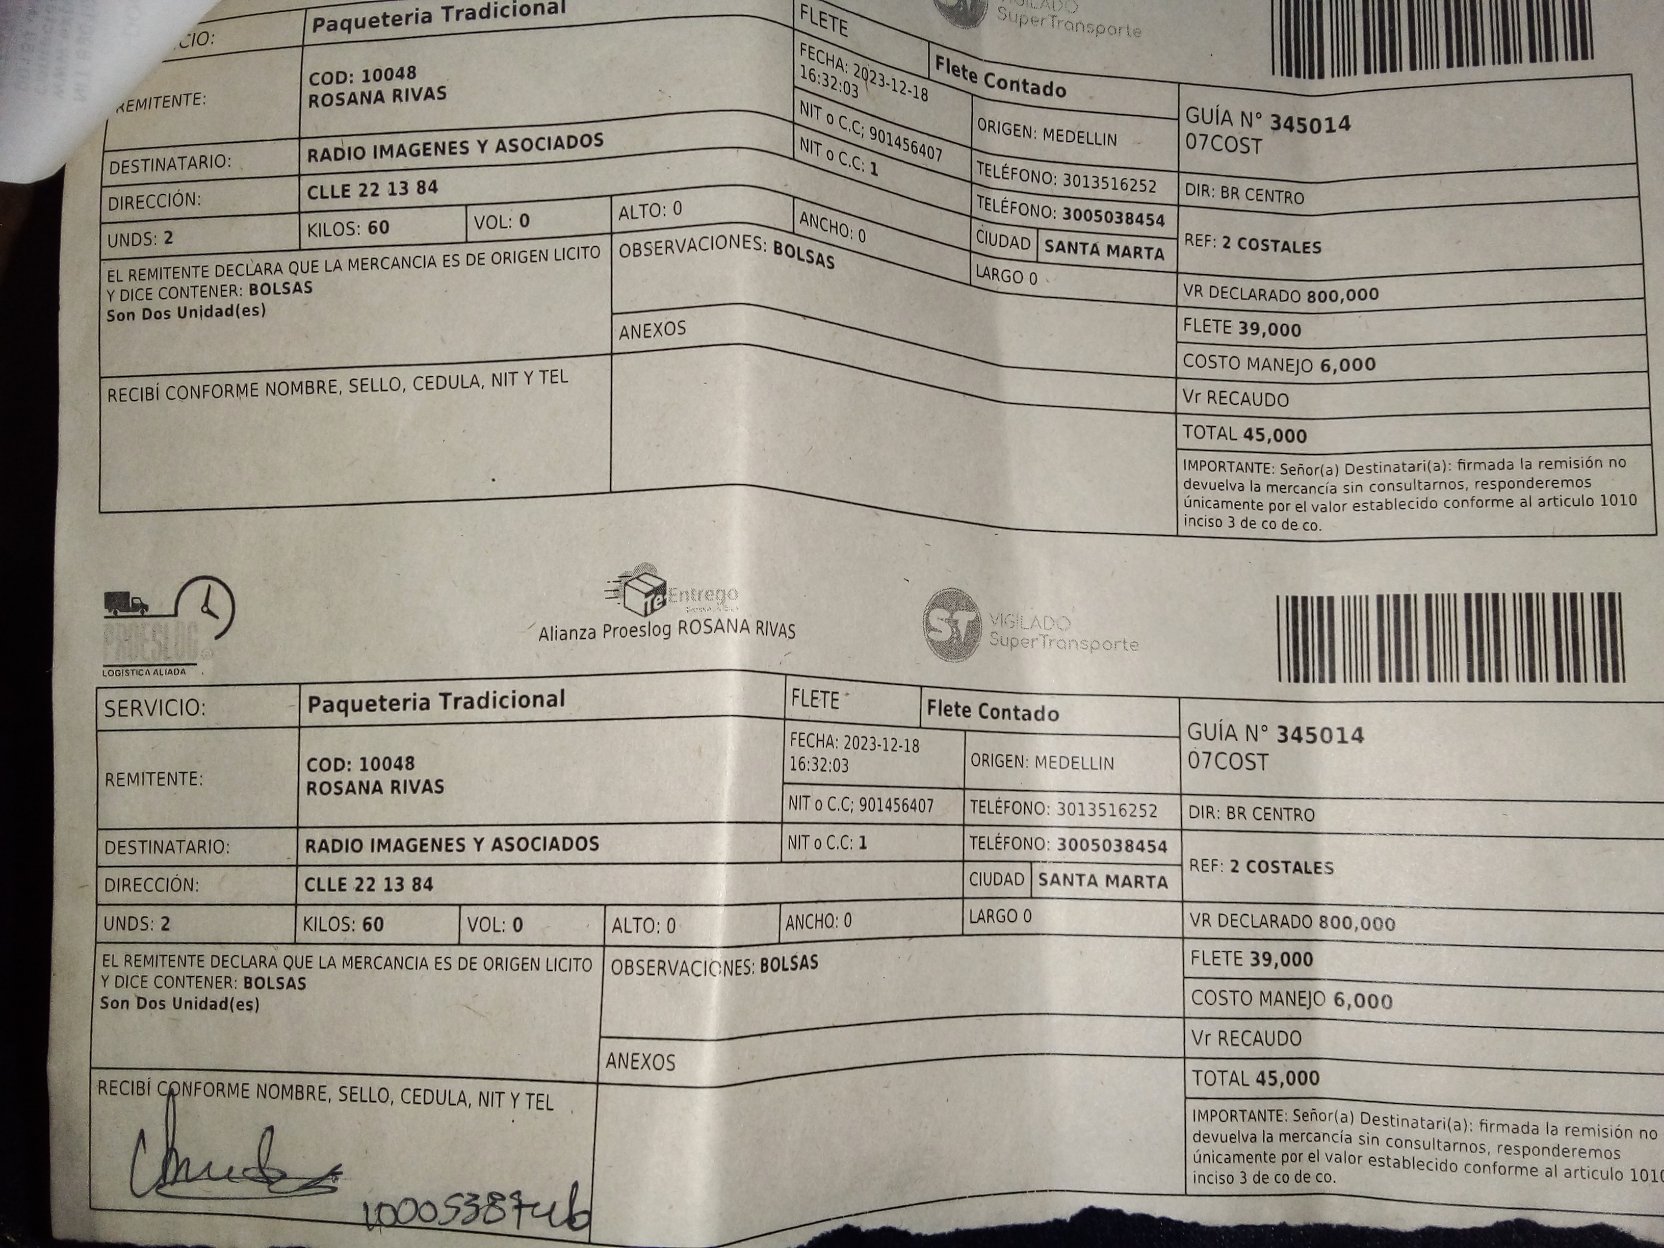 Paqueteria Tradicional
FLETE
Flete Contado
SuperTransporte
REMITENTE:
COD: 10048
ROSANA RIVAS
FECHA: 2023-12-18
16:32:03
ORIGEN: MEDELLIN
GUÍA N° 345014
07COST
NIT o C.C; 901456407
TELÉFONO: 3013516252
DIR: BR CENTRO
DESTINATARIO:
RADIO IMAGENES Y ASOCIADOS
NIT o C.C: 1
TELÉFONO: 3005038454
REF: 2 COSTALES
DIRECCIÓN:
CLLE 22 13 84
CIUDAD
SANTA MARTA
UNDS: 2
KILOS: 60
VOL: 0
ALTO: 0
ANCHO: 0
LARGO 0
VR DECLARADO 800,000
EL REMITENTE DECLARA QUE LA MERCANCIA ES DE ORIGEN LICITO
Y DICE CONTENER: BOLSAS
Son Dos Unidad(es)
OBSERVACIONES: BOLSAS
FLETE 39,000
COSTO MANEJO 6,000
ANEXOS
Vr RECAUDO
RECIBÍ CONFORME NOMBRE, SELLO, CEDULA, NIT Y TEL
TOTAL 45,000
IMPORTANTE: Señor(a) Destinatari(a): firmada la remisión no
devuelva la mercancía sin consultarnos, responderemos
únicamente por el valor establecido conforme al articulo 1010
inciso 3 de co de co.
PROESLOG
LOGÍSTICA ALIADA
Te Entrego
Alianza Proeslog ROSANA RIVAS
ST
VIGILADO
SuperTransporte
SERVICIO:
Paqueteria Tradicional
FLETE
Flete Contado
REMITENTE:
COD: 10048
ROSANA RIVAS
FECHA: 2023-12-18
16:32:03
ORIGEN: MEDELLIN
GUÍA N° 345014
07COST
NIT o C.C; 901456407
TELÉFONO: 3013516252
DIR: BR CENTRO
DESTINATARIO:
RADIO IMAGENES Y ASOCIADOS
NIT o C.C: 1
TELÉFONO: 3005038454
REF: 2 COSTALES
DIRECCIÓN:
CLLE 22 13 84
CIUDAD
SANTA MARTA
UNDS: 2
KILOS: 60
VOL: 0
ALTO: 0
ANCHO: 0
LARGO 0
VR DECLARADO 800,000
EL REMITENTE DECLARA QUE LA MERCANCIA ES DE ORIGEN LICITO
Y DICE CONTENER: BOLSAS
Son Dos Unidad(es)
OBSERVACIONES: BOLSAS
FLETE 39,000
COSTO MANEJO 6,000
ANEXOS
Vr RECAUDO
RECIBÍ CONFORME NOMBRE, SELLO, CEDULA, NIT Y TEL
TOTAL 45,000
IMPORTANTE: Señor(a) Destinatari(a): firmada la remisión no
devuelva la mercancía sin consultarnos, responderemos
únicamente por el valor establecido conforme al articulo 1010
inciso 3 de co de co.